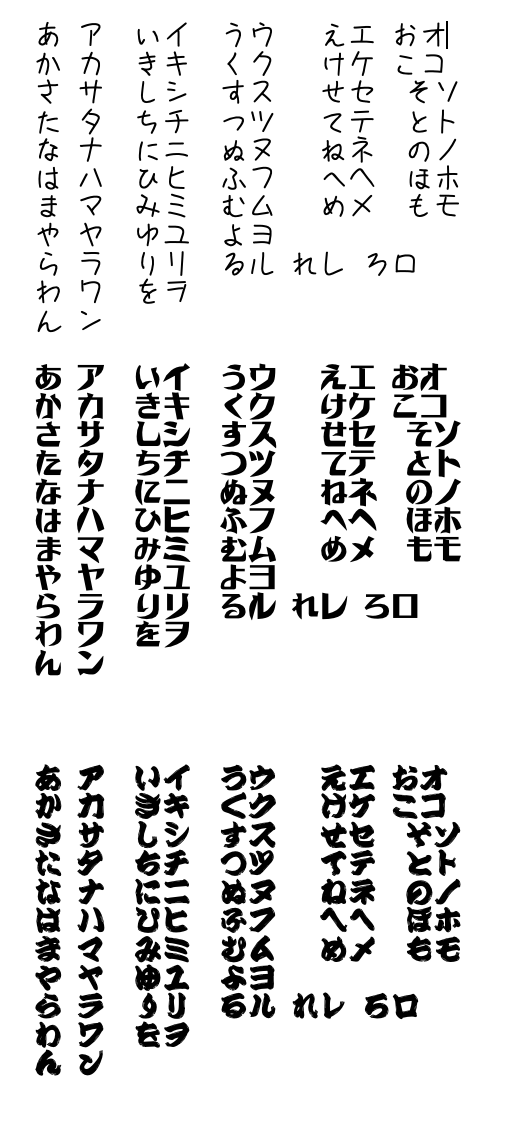 あ ア いイ うウ えエ おオ
か カ きキ くク けケ こコ
さ サ しシ すス せセ そソ
た タ ちチ つツ てテ とト
な ナ にニ ぬヌ ねネ のノ
は ハ ひヒ ふフ へヘ ほホ
ま マ みミ むム めメ もモ
や ヤ ゆユ よヨ
ら ラ りリ るル れレ ろロ
わ ワ をヲ
ん ン
あ ア いイ うウ えエ おオ
か カ きキ くク けケ こコ
さ サ しシ すス せセ そソ
た タ ちチ つツ てテ とト
な ナ にニ ぬヌ ねネ のノ
は ハ ひヒ ふフ へヘ ほホ
ま マ みミ むム めメ もモ
や ヤ ゆユ よヨ
ら ラ りリ るル れレ ろロ
わ ワ をヲ
ん ン
あ ア いイ うウ えエ おオ
か カ きキ くク けケ こコ
さ サ しシ すス せセ そソ
た タ ちチ つツ てテ とト
な ナ にニ ぬヌ ねネ のノ
は ハ ひヒ ふフ へヘ ほホ
ま マ みミ むム めメ もモ
や ヤ ゆユ よヨ
ら ラ りリ るル れレ ろロ
わ ワ をヲ
ん ン